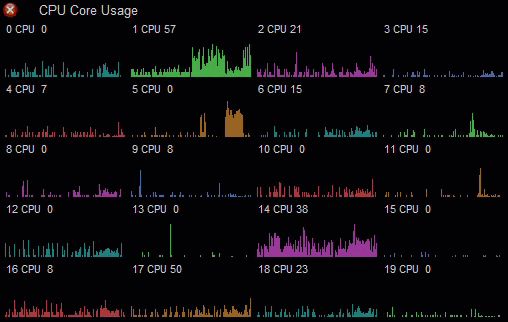 CPU Core Usage
0 CPU 0
1 CPU 57
2 CPU 21
3 CPU 15
4 CPU 7
5 CPU 0
6 CPU 15
7 CPU 8
8 CPU 0
9 CPU 8
10 CPU 0
11 CPU 0
12 CPU 0
13 CPU 0
14 CPU 38
15 CPU 0
16 CPU 8
17 CPU 50
18 CPU 23
19 CPU 0